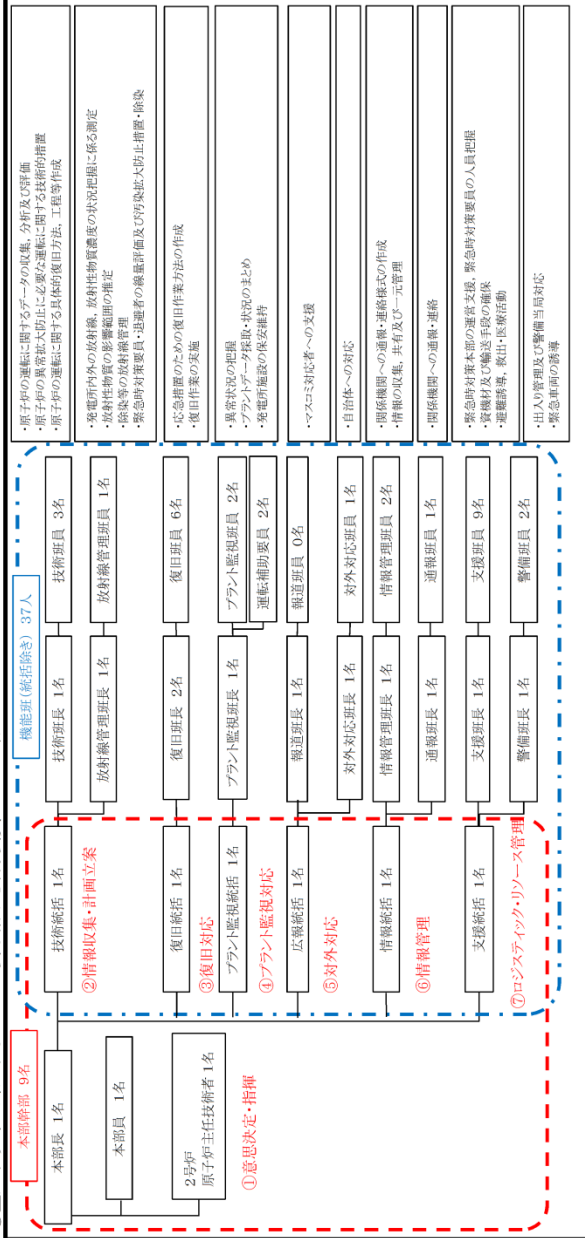 本部幹部 9名
機能班(統括除き) 37人
本部長 1名
本部員 1名
2号炉
原子炉主任技術者 1名
①意思決定・指揮
技術統括 1名
②情報収集・計画立案
技術班長 1名
技術班員 3名
・原子炉の運転に関するデータの収集, 分析及び評価
・原子炉の異常拡大防止に必要な運転に関する技術的措置
・原子炉の運転に関する具体的復旧方法, 工程等作成
放射線管理班長 1名
放射線管理班員 1名
・発電所内外の放射線, 放射性物質濃度の状況把握に係る測定
・放射性物質の影響範囲の推定
・除染等の放射線管理
・緊急時対策要員・退避者の線量評価及び汚染拡大防止措置・除染
復旧統括 1名
③復旧対応
復旧班長 2名
復旧班員 6名
・応急措置のための復旧作業方法の作成
・復旧作業の実施
プラント監視統括 1名
④プラント監視対応
プラント監視班長 1名
プラント監視班員 2名
運転補助要員 2名
・異常状況の把握
・プラントデータ採取・状況のまとめ
・発電所施設の保安維持
広報統括 1名
⑤対外対応
報道班長 1名
報道班員 0名
・マスコミ対応者への支援
対外対応班長 1名
対外対応班員 1名
・自治体への対応
情報統括 1名
⑥情報管理
情報管理班長 1名
情報管理班員 2名
・関係機関への通報・連絡様式の作成
・情報の収集, 共有及び一元管理
通報班長 1名
通報班員 1名
・関係機関への通報・連絡
支援統括 1名
⑦ロジスティック・リソース管理
支援班長 1名
支援班員 9名
・緊急時対策本部の運営支援, 緊急時対策要員の人員把握
・資機材及び輸送手段の確保
・避難誘導, 救出・医療活動
警備班長 1名
警備班員 2名
・出入り管理及び警備当局対応
・緊急車両の誘導